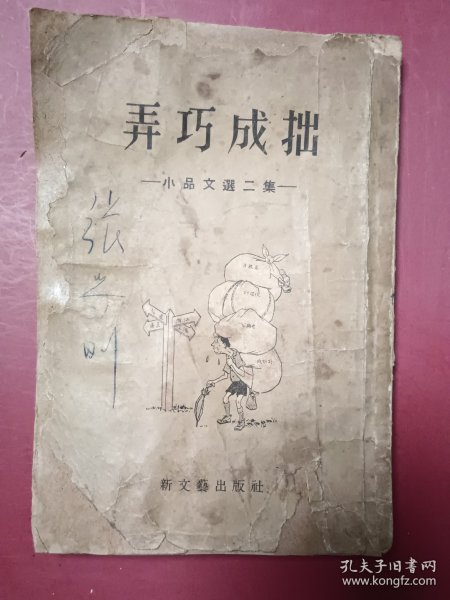 弄巧成拙
—小品文選二集—
張
新文藝出版社
孔夫子旧书网
www.kongfz.com